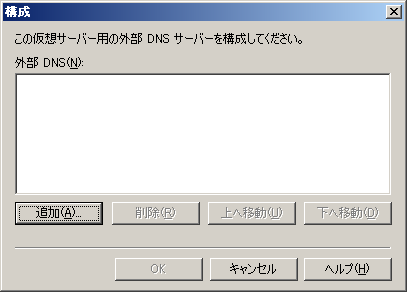 構成
この仮想サーバー用の外部 DNS サーバーを構成してください。
外部 DNS(N):
追加(A)...
削除(R)
上へ移動(U)
下へ移動(D)
OK
キャンセル
ヘルプ(H)